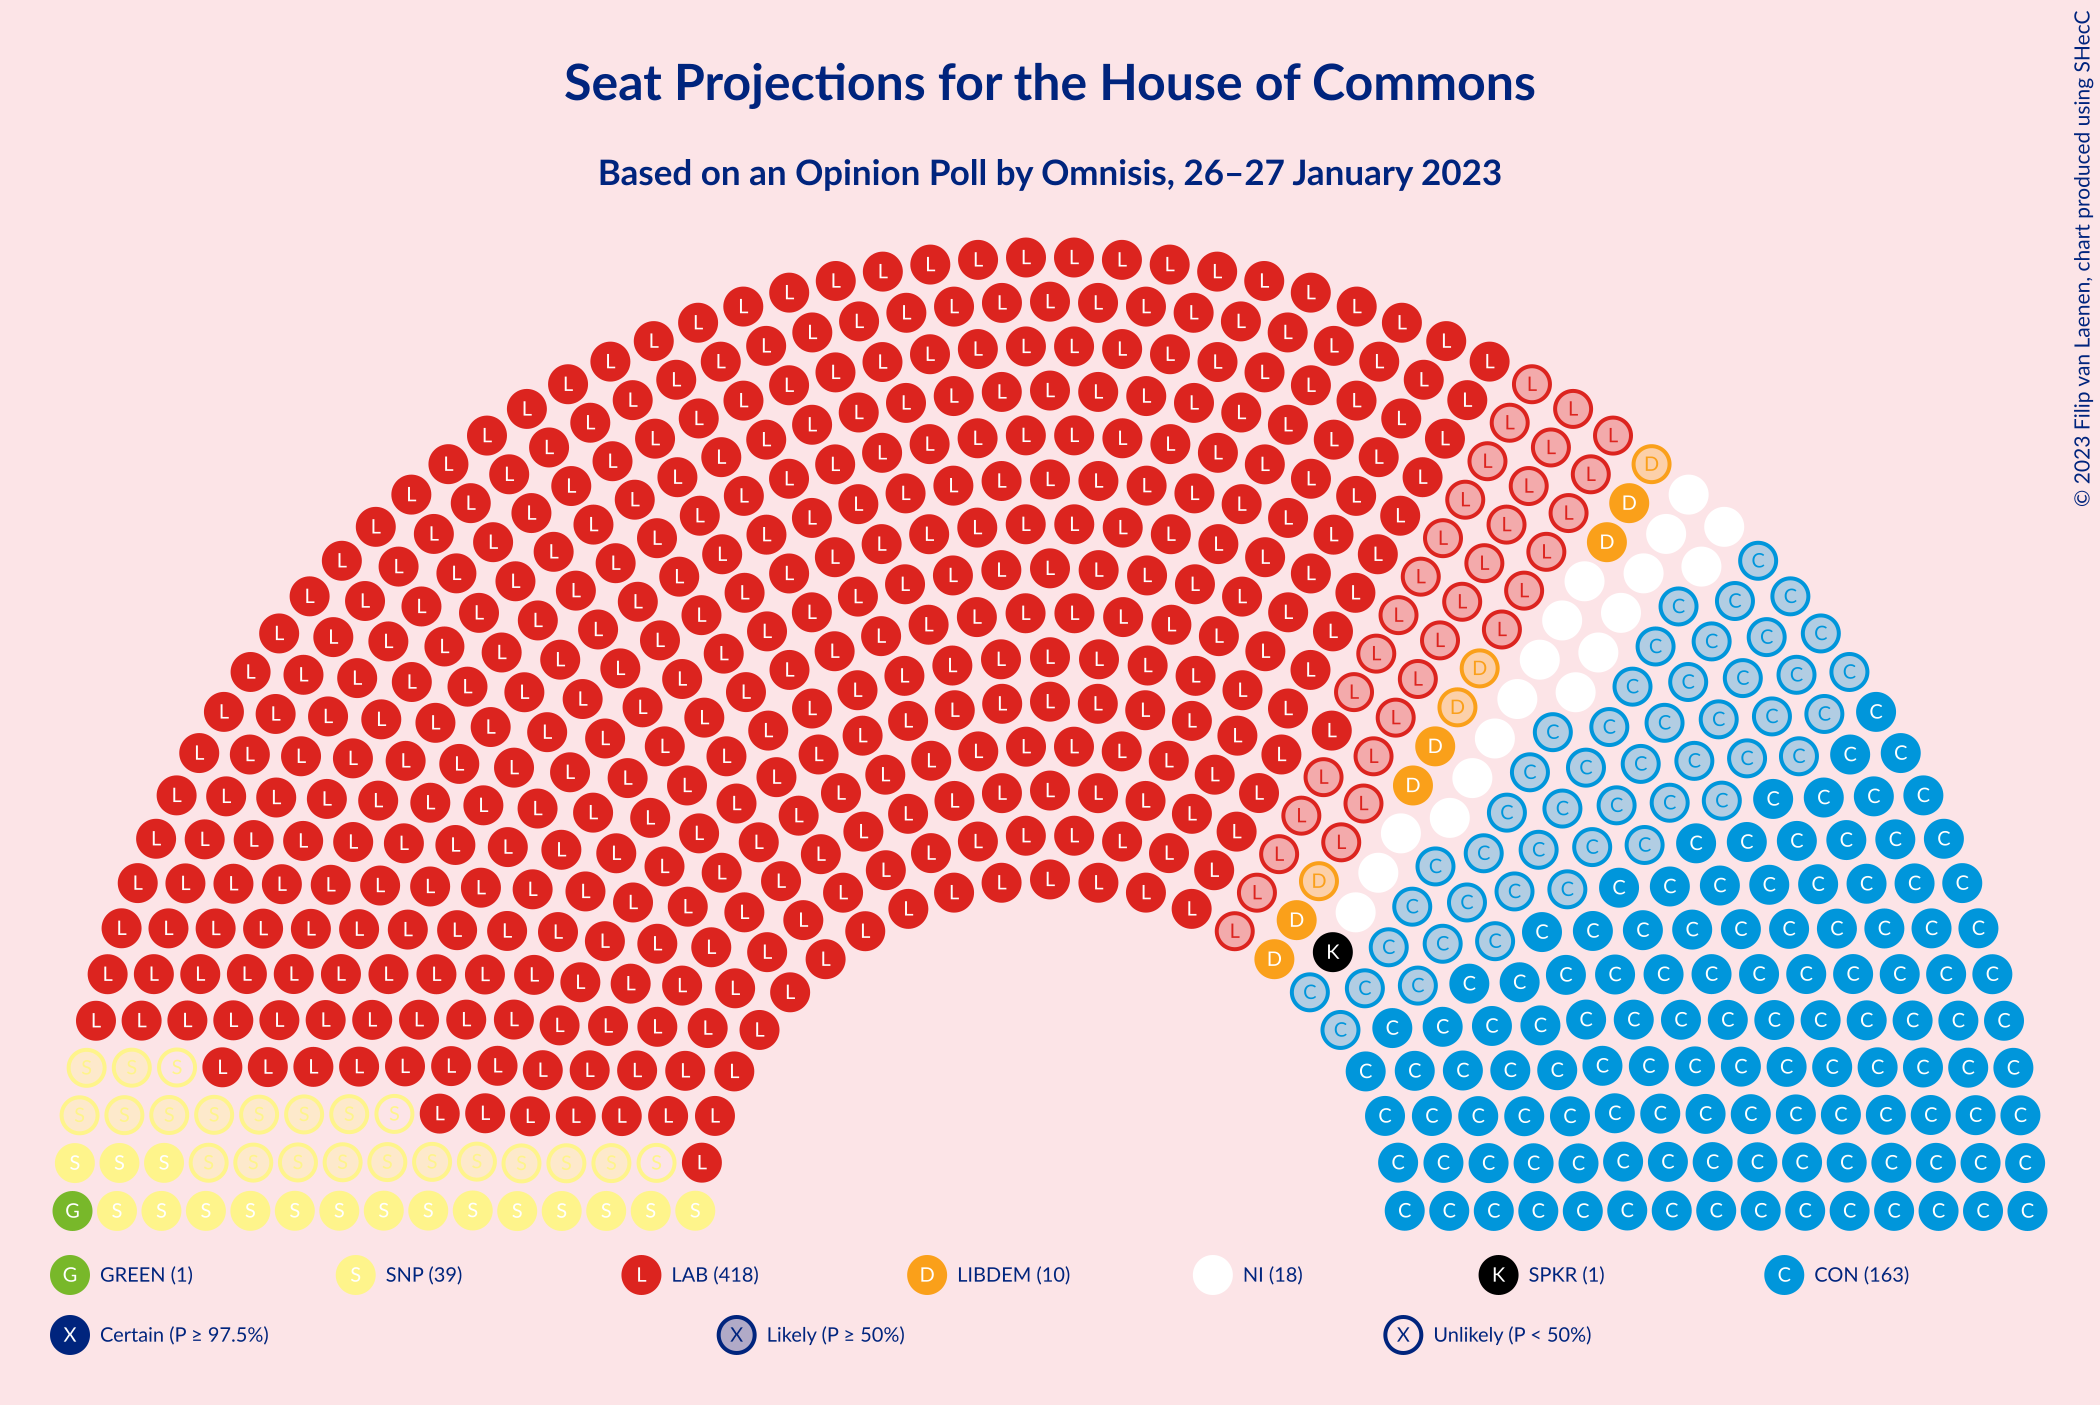 Seat Projections for the House of Commons
Based on an Opinion Poll by Omnisis, 26–27 January 2023
© 2023 Filip van Laenen, chart produced using SHecC
G GREEN (1) S SNP (39) L LAB (418) D LIBDEM (10) NI (18) K SPKR (1) C CON (163)
X Certain (P ≥ 97.5%) X Likely (P ≥ 50%) X Unlikely (P < 50%)